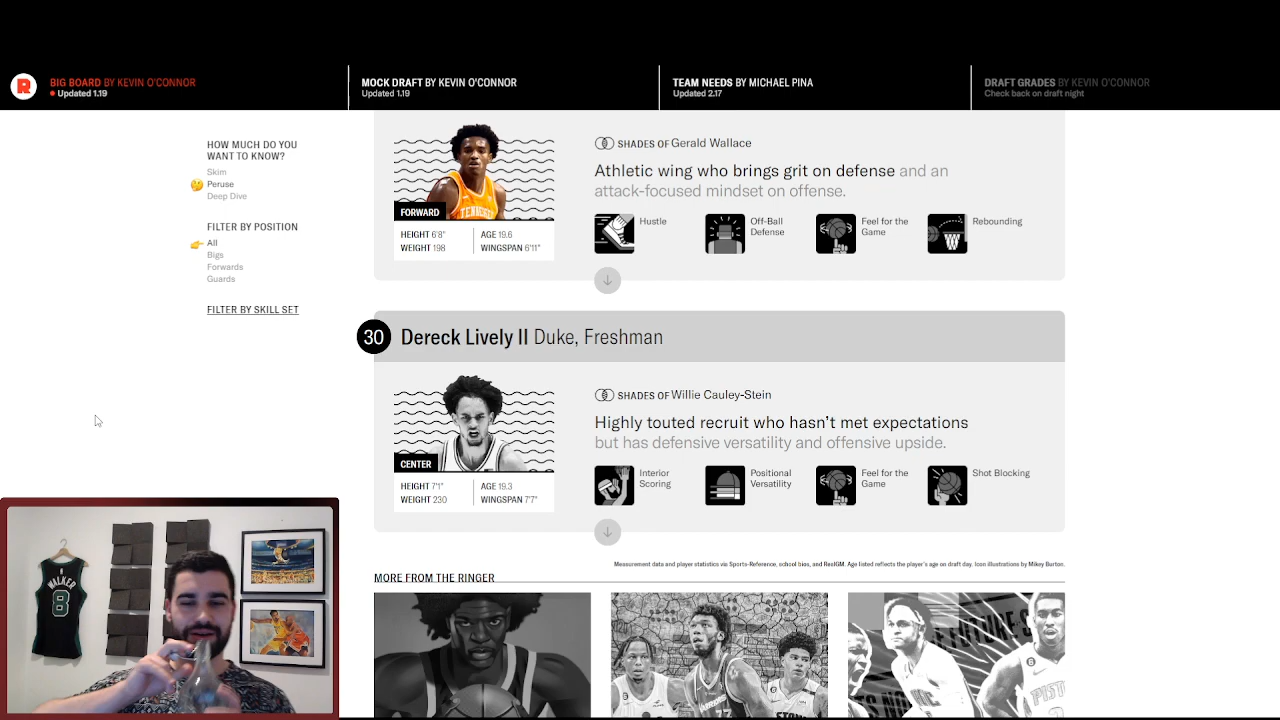 R
BIG BOARD BY KEVIN O'CONNOR
Updated 1.19
MOCK DRAFT BY KEVIN O'CONNOR
Updated 1.19
TEAM NEEDS BY MICHAEL PINA
Updated 2.17
DRAFT GRADES BY KEVIN O'CONNOR
Check back on draft night
HOW MUCH DO YOU
WANT TO KNOW?
Skim
Peruse
Deep Dive
FILTER BY POSITION
All
Bigs
Forwards
Guards
FILTER BY SKILL SET
TENNESSEE
FORWARD
HEIGHT 6'8"
AGE 19.6
WEIGHT 198
WINGSPAN 6'11"
SHADES OF Gerald Wallace
Athletic wing who brings grit on defense and an
attack-focused mindset on offense.
Hustle
Off-Ball
Defense
Feel for the
Game
Rebounding
30
Dereck Lively II Duke, Freshman
CENTER
HEIGHT 7'1"
AGE 19.3
WEIGHT 230
WINGSPAN 7'7"
SHADES OF Willie Cauley-Stein
Highly touted recruit who hasn't met expectations
but has defensive versatility and offensive upside.
Interior
Scoring
Positional
Versatility
Feel for the
Game
Shot Blocking
Measurement data and player statistics via Sports-Reference, school bios, and RealGM. Age listed reflects the player's age on draft day. Icon illustrations by Mikey Burton.
MORE FROM THE RINGER
WALKER
8